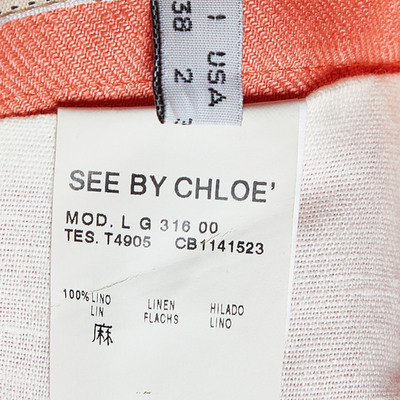 ! USA
38 2
SEE BY CHLOE'
MOD. L G 316 00
TES. T4905 CB1141523
100% LINO LINEN HILADO
LIN FLACHS LINO
麻